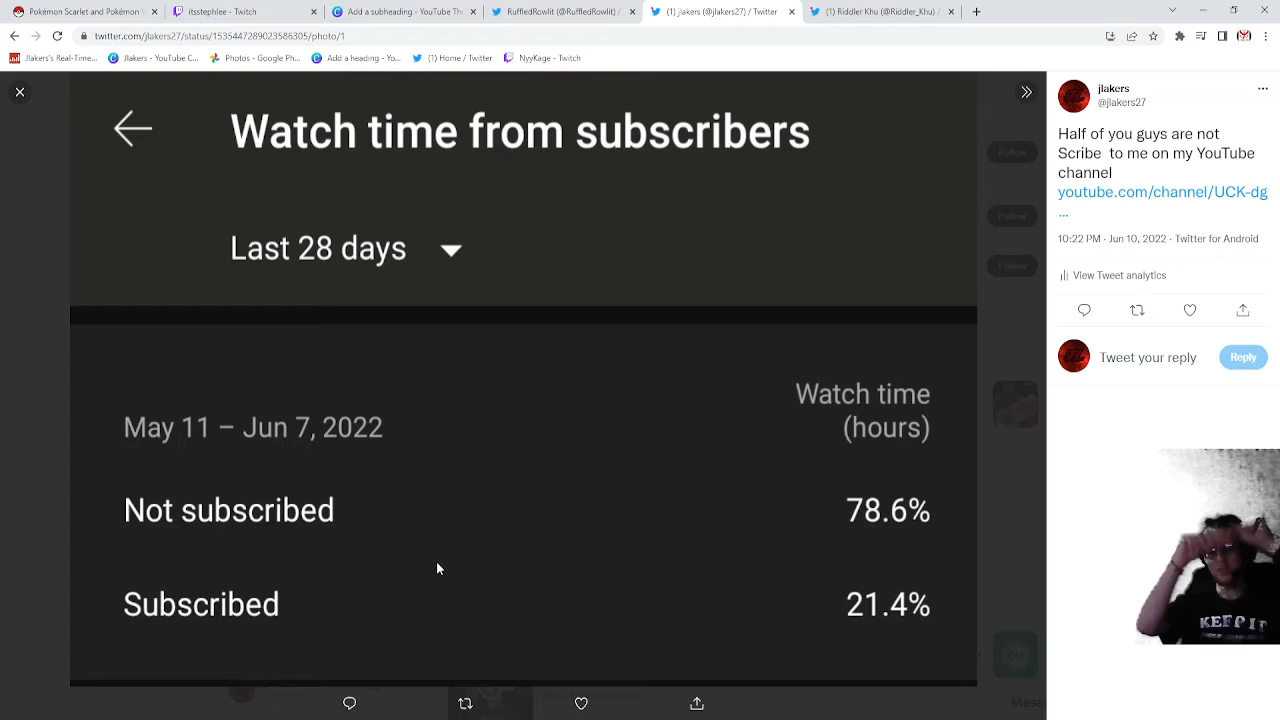 Pokémon Scarlet and Pokémon V
itsstephlee - Twitch
Add a subheading - YouTube Th
RuffledRowlit (@RuffledRowlit) /
(1) jlakers (@jlakers27) / Twitter
(1) Riddler Khu (@Riddler_Khu) /
twitter.com/jlakers27/status/1535447289023586305/photo/1
Jlakers's Real-Time...
Jlakers - YouTube C...
Photos - Google Ph...
Add a heading - Yo...
(1) Home / Twitter
NyyKage - Twitch
Watch time from subscribers
Last 28 days
May 11 – Jun 7, 2022
Watch time
(hours)
Not subscribed 78.6%
Subscribed 21.4%
Follow
Follow
Follow
Mess
jlakers
@jlakers27
Half of you guys are not
Scribe to me on my YouTube
channel
youtube.com/channel/UCK-dg
...
10:22 PM · Jun 10, 2022 · Twitter for Android
View Tweet analytics
Tweet your reply
Reply
KEEP IT